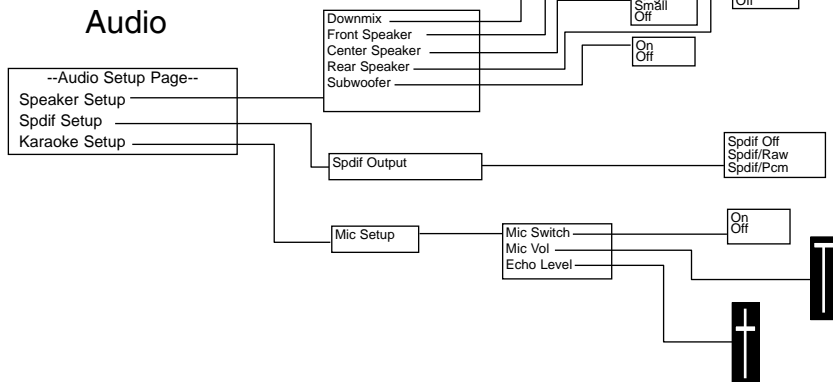 Audio
--Audio Setup Page--
Speaker Setup
Spdif Setup
Karaoke Setup
Downmix
Front Speaker
Center Speaker
Rear Speaker
Subwoofer
Small
Off
Off
On
Off
Spdif Output
Spdif Off
Spdif/Raw
Spdif/Pcm
Mic Setup
Mic Switch
Mic Vol
Echo Level
On
Off